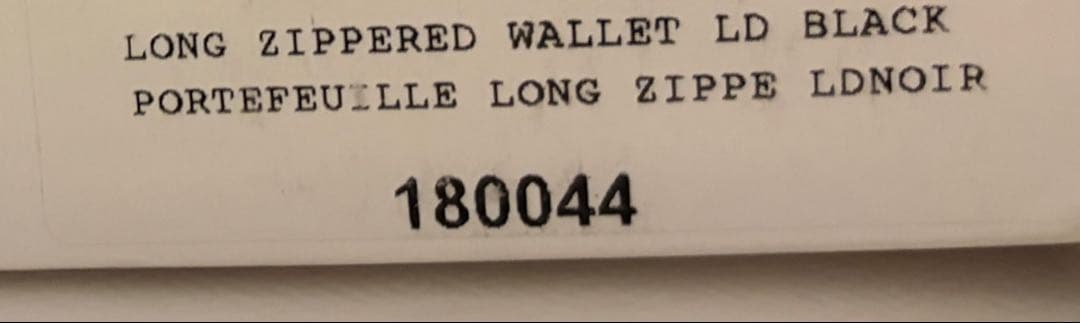 LONG ZIPPERED WALLET LD BLACK
PORTEFEUILLE LONG ZIPPE LDNOIR
180044